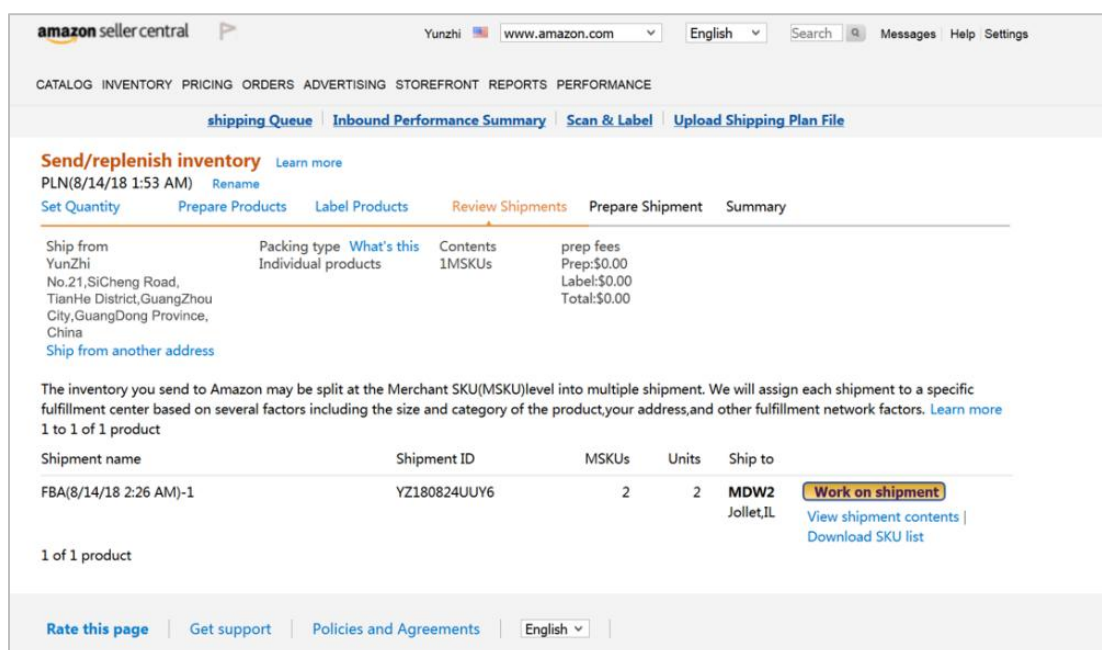 amazon seller central Yunzhi www.amazon.com English Search Messages Help Settings
CATALOG INVENTORY PRICING ORDERS ADVERTISING STOREFRONT REPORTS PERFORMANCE
shipping Queue Inbound Performance Summary Scan & Label Upload Shipping Plan File
Send/replenish inventory Learn more
PLN(8/14/18 1:53 AM) Rename
Set Quantity Prepare Products Label Products Review Shipments Prepare Shipment Summary
Ship from Packing type What's this Contents prep fees
YunZhi Individual products 1MSKUs Prep:$0.00
No.21,SiCheng Road, Label:$0.00
TianHe District,GuangZhou Total:$0.00
City,GuangDong Province,
China
Ship from another address
The inventory you send to Amazon may be split at the Merchant SKU(MSKU)level into multiple shipment. We will assign each shipment to a specific
fulfillment center based on several factors including the size and category of the product,your address,and other fulfillment network factors. Learn more
1 to 1 of 1 product
Shipment name Shipment ID MSKUs Units Ship to
FBA(8/14/18 2:26 AM)-1 YZ180824UUY6 2 2 MDW2 Work on shipment
Jollet,IL View shipment contents |
Download SKU list
1 of 1 product
Rate this page Get support Policies and Agreements English